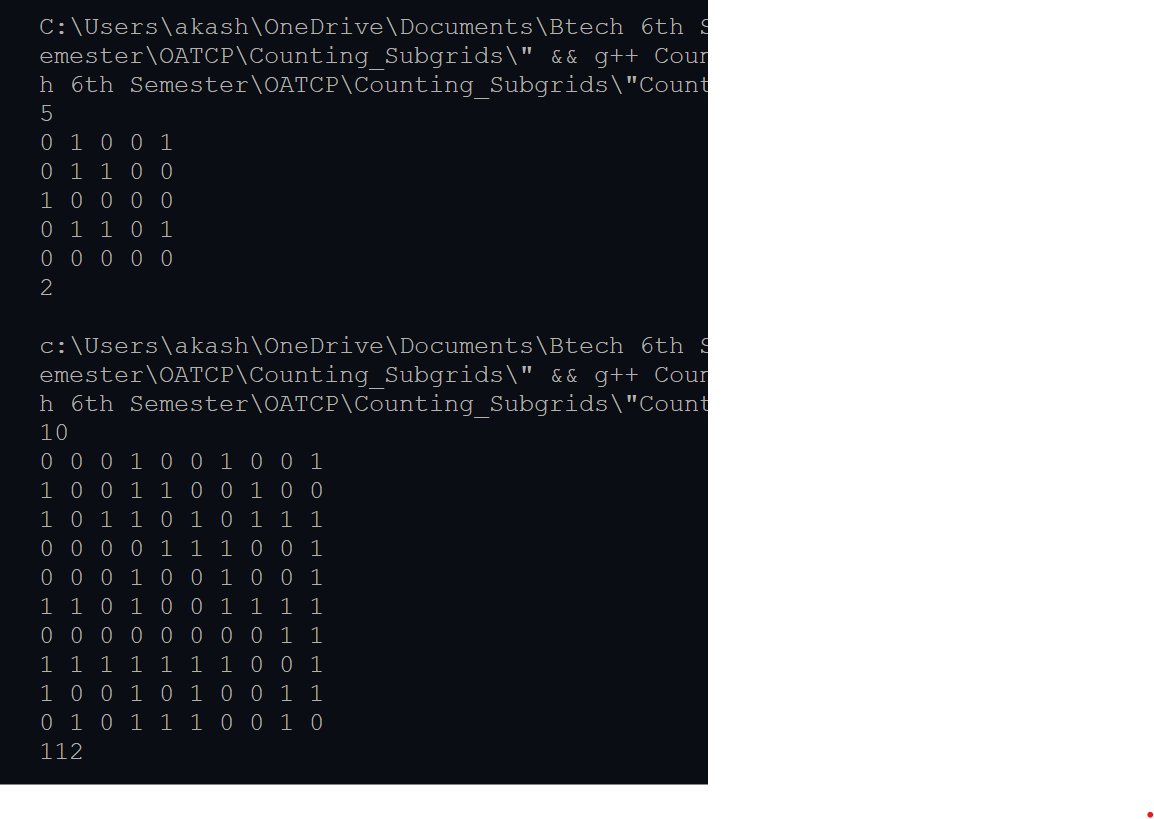 C:\Users\akash\OneDrive\Documents\Btech 6th S
emester\OATCP\Counting_Subgrids\" && g++ Coun
h 6th Semester\OATCP\Counting_Subgrids\"Count
5
0 1 0 0 1
0 1 1 0 0
1 0 0 0 0
0 1 1 0 1
0 0 0 0 0
2
c:\Users\akash\OneDrive\Documents\Btech 6th S
emester\OATCP\Counting_Subgrids\" && g++ Coun
h 6th Semester\OATCP\Counting_Subgrids\"Count
10
0 0 0 1 0 0 1 0 0 1
1 0 0 1 1 0 0 1 0 0
1 0 1 1 0 1 0 1 1 1
0 0 0 0 1 1 1 0 0 1
0 0 0 1 0 0 1 0 0 1
1 1 0 1 0 0 1 1 1 1
0 0 0 0 0 0 0 0 1 1
1 1 1 1 1 1 1 0 0 1
1 0 0 1 0 1 0 0 1 1
0 1 0 1 1 1 0 0 1 0
112